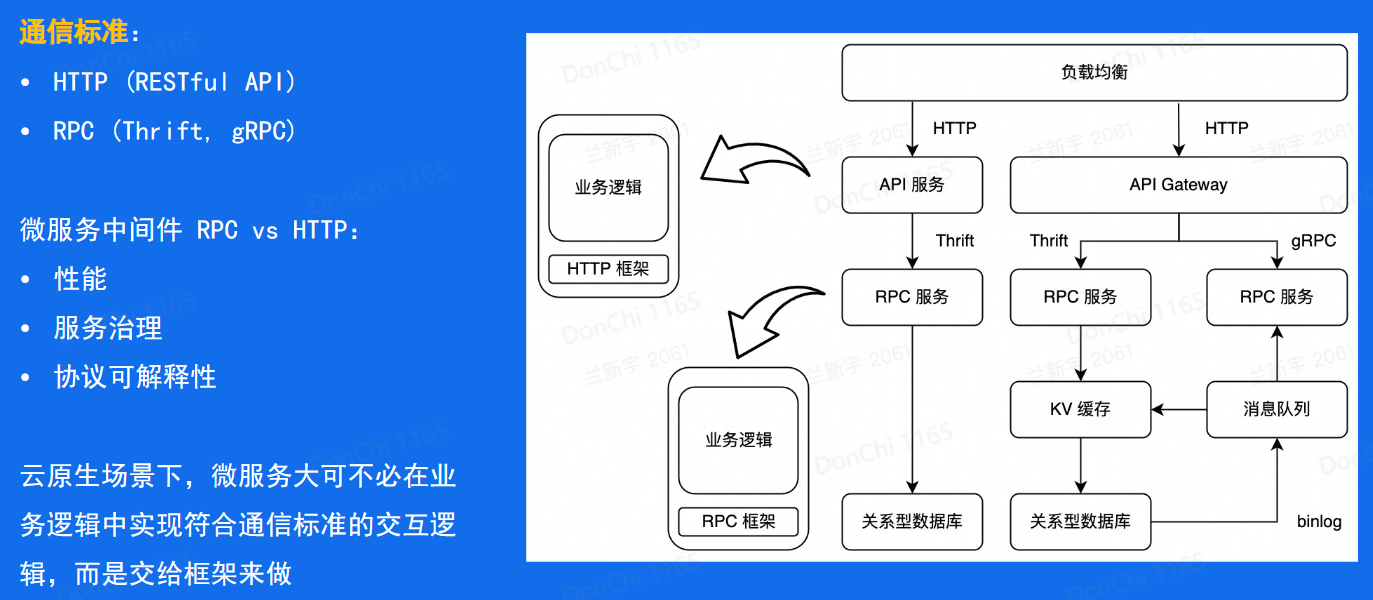 通信标准：
• HTTP (RESTful API)
• RPC (Thrift, gRPC)
微服务中间件 RPC vs HTTP：
• 性能
• 服务治理
• 协议可解释性
云原生场景下，微服务大可不必在业
务逻辑中实现符合通信标准的交互逻
辑，而是交给框架来做
负载均衡
HTTP
HTTP
业务逻辑
HTTP 框架
API 服务
API Gateway
Thrift
Thrift
gRPC
RPC 服务
RPC 服务
RPC 服务
业务逻辑
RPC 框架
KV 缓存
消息队列
关系型数据库
关系型数据库
binlog
DonChi 1165
兰新宇 2061